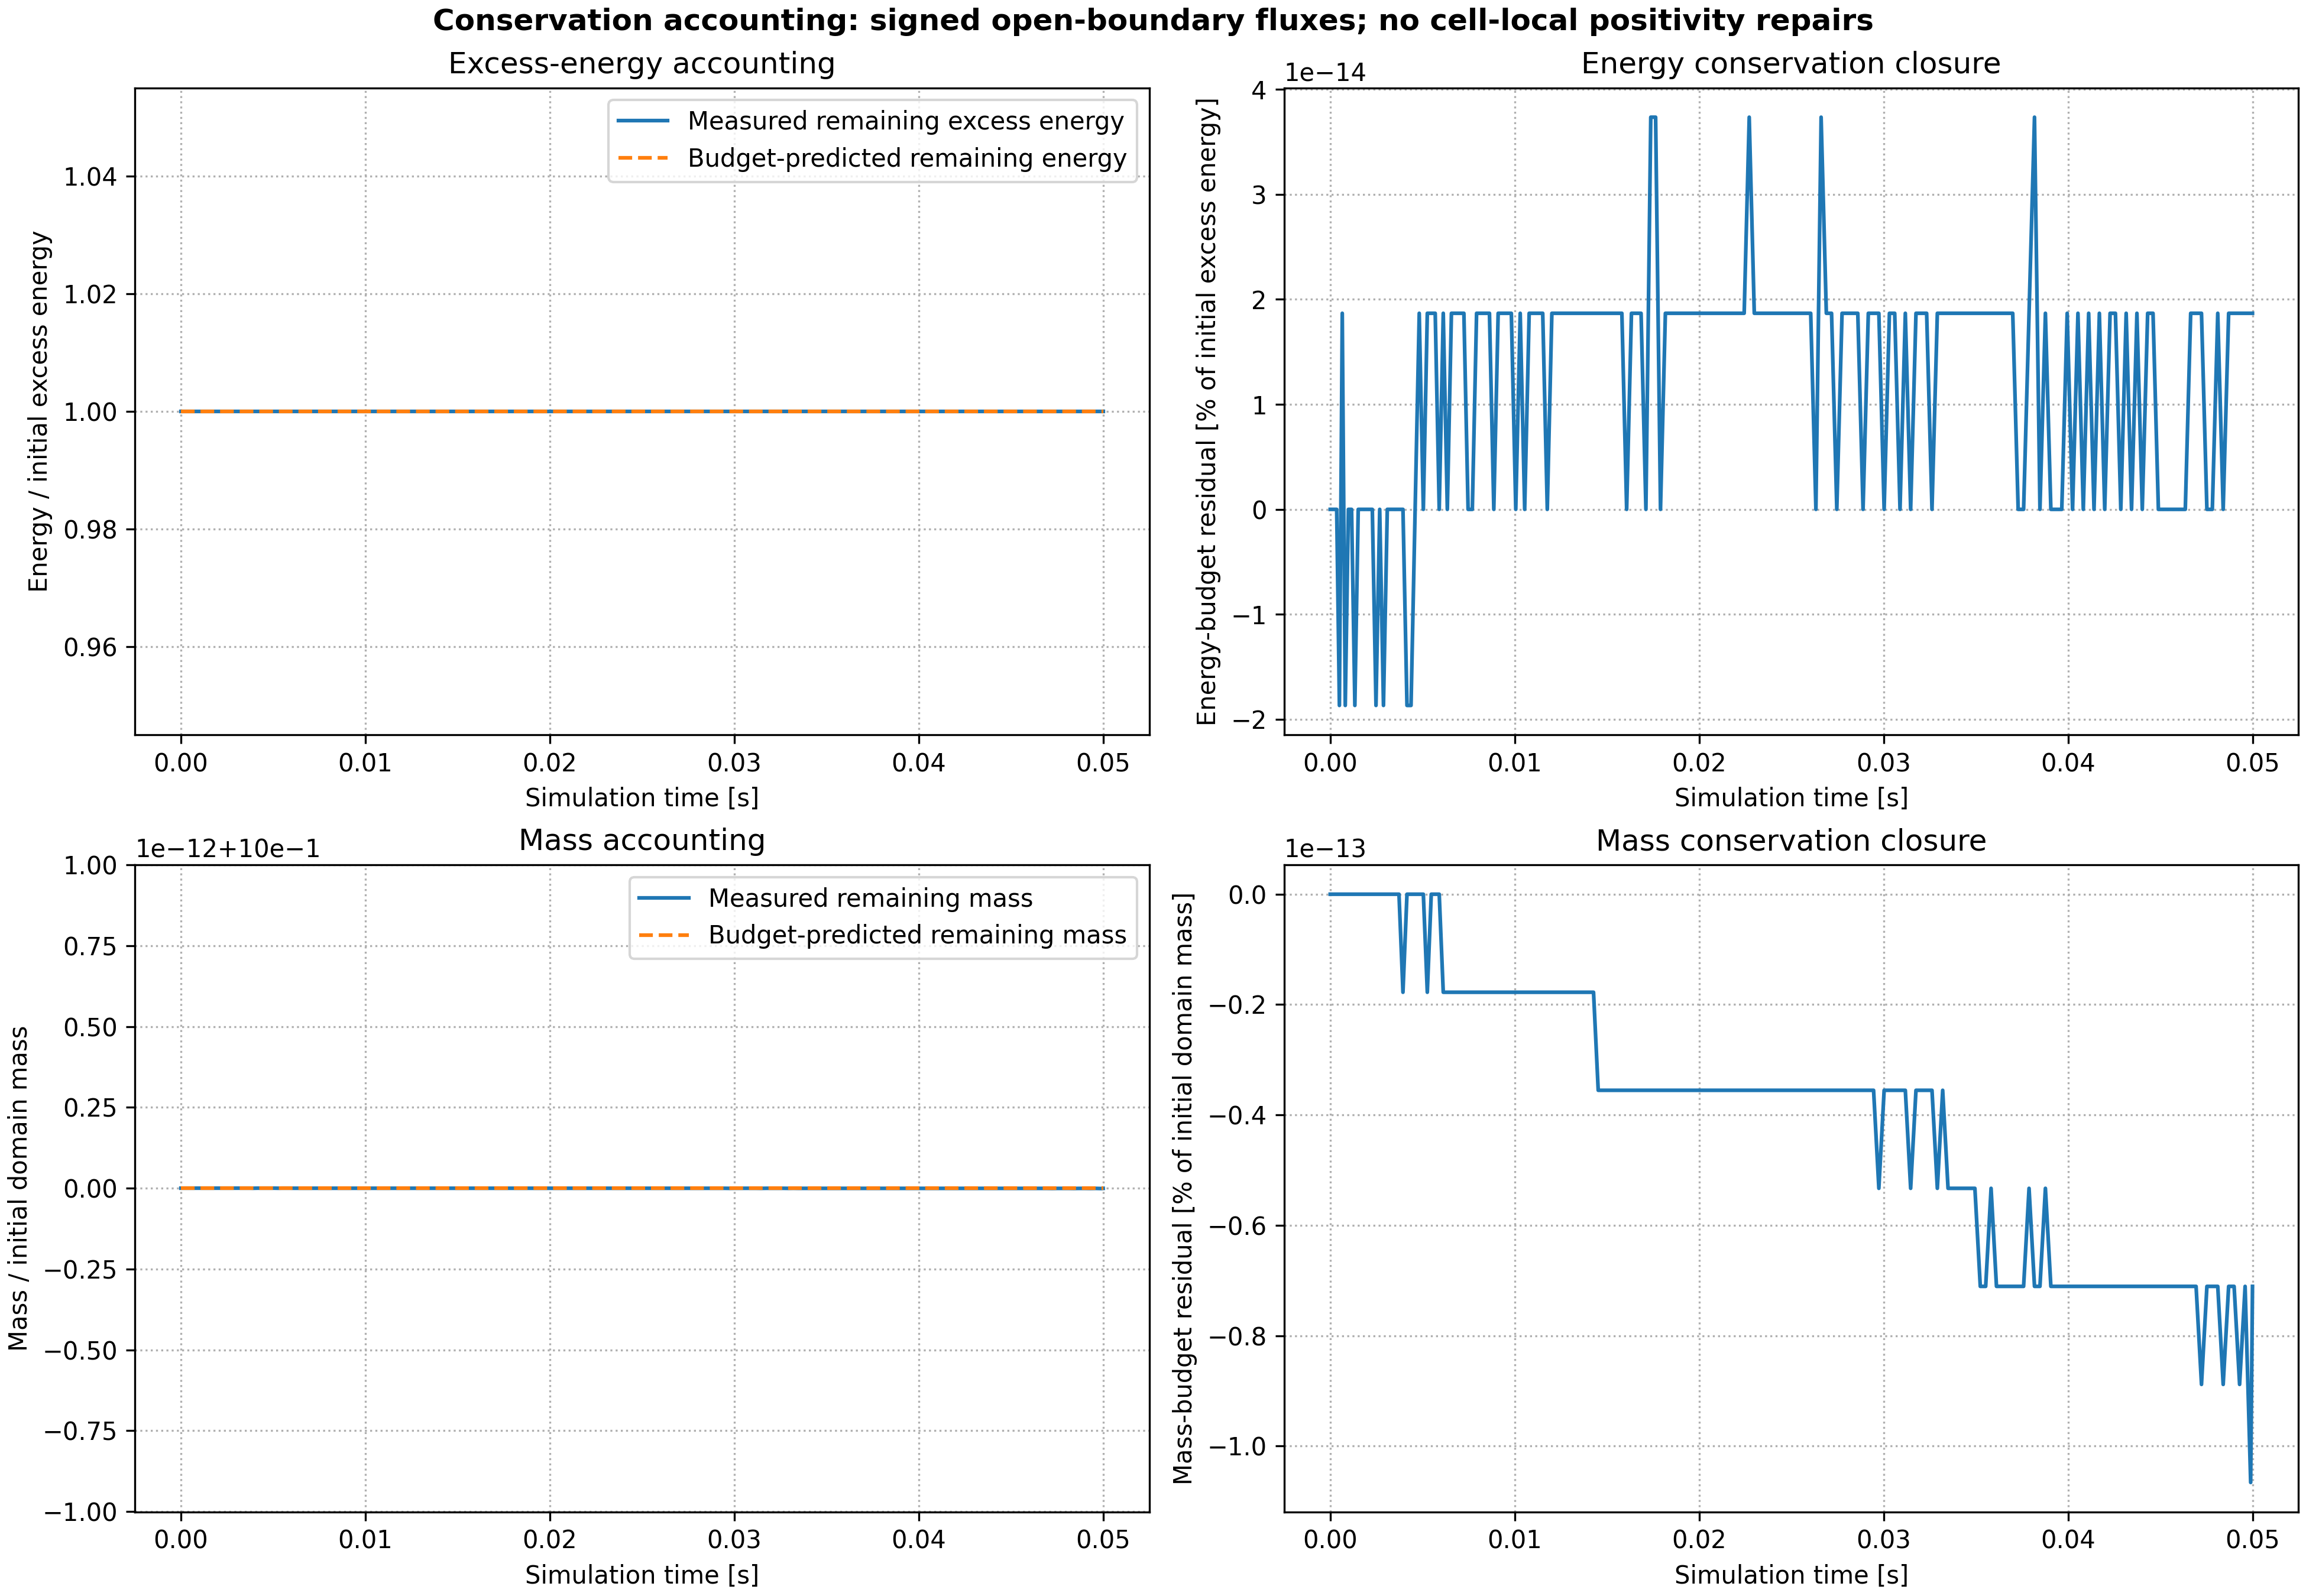 Conservation accounting: signed open-boundary fluxes; no cell-local positivity repairs
Excess-energy accounting
Energy / initial excess energy
1.04
1.02
1.00
0.98
0.96
Measured remaining excess energy
Budget-predicted remaining energy
0.00 0.01 0.02 0.03 0.04 0.05
Simulation time [s]
Energy conservation closure
1e−14
Energy-budget residual [% of initial excess energy]
4
3
2
1
0
−1
−2
0.00 0.01 0.02 0.03 0.04 0.05
Simulation time [s]
Mass accounting
1e−12+10e−1
Mass / initial domain mass
1.00
0.75
0.50
0.25
0.00
−0.25
−0.50
−0.75
−1.00
Measured remaining mass
Budget-predicted remaining mass
0.00 0.01 0.02 0.03 0.04 0.05
Simulation time [s]
Mass conservation closure
1e−13
Mass-budget residual [% of initial domain mass]
0.0
−0.2
−0.4
−0.6
−0.8
−1.0
0.00 0.01 0.02 0.03 0.04 0.05
Simulation time [s]